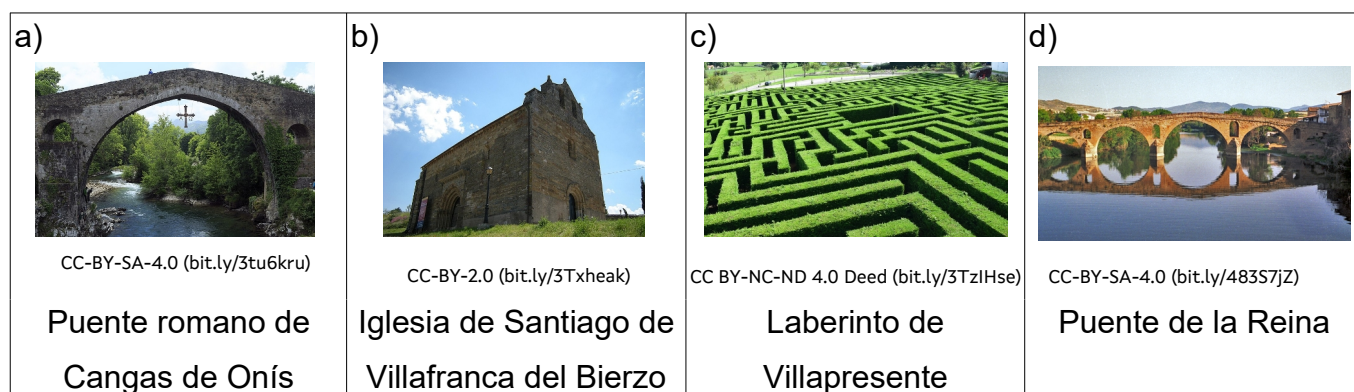 a)
b)
c)
d)
CC-BY-SA-4.0 (bit.ly/3tu6kru)
CC-BY-2.0 (bit.ly/3Txheak)
CC BY-NC-ND 4.0 Deed (bit.ly/3TzIHse)
CC-BY-SA-4.0 (bit.ly/483S7jZ)
Puente romano de
Cangas de Onís
Iglesia de Santiago de
Villafranca del Bierzo
Laberinto de
Villapresente
Puente de la Reina